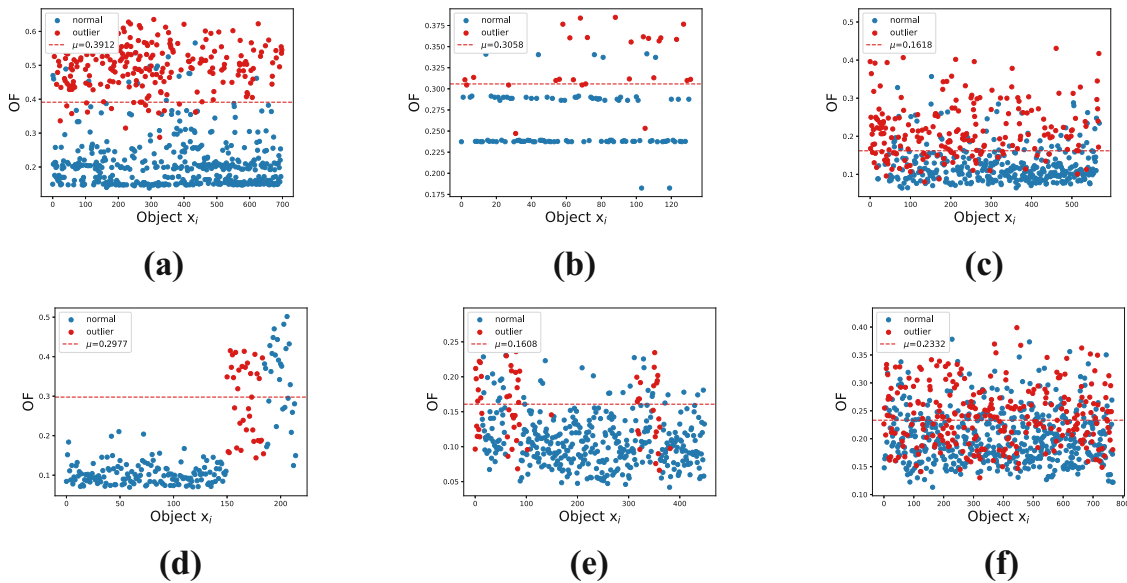 0.6
0.5
0.4
0.3
0.2
OF
normal
outlier
μ=0.3912
0 100 200 300 400 500 600 700
Object xᵢ
(a)
0.375
0.350
0.325
0.300
0.275
0.250
0.225
0.200
0.175
OF
normal
outlier
μ=0.3058
0 20 40 60 80 100 120
Object xᵢ
(b)
0.5
0.4
0.3
0.2
0.1
OF
normal
outlier
μ=0.1618
0 100 200 300 400 500
Object xᵢ
(c)
0.5
0.4
0.3
0.2
0.1
OF
normal
outlier
μ=0.2977
0 50 100 150 200
Object xᵢ
(d)
0.25
0.20
0.15
0.10
0.05
OF
normal
outlier
μ=0.1608
0 100 200 300 400
Object xᵢ
(e)
0.40
0.35
0.30
0.25
0.20
0.15
0.10
OF
normal
outlier
μ=0.2332
0 100 200 300 400 500 600 700 800
Object xᵢ
(f)